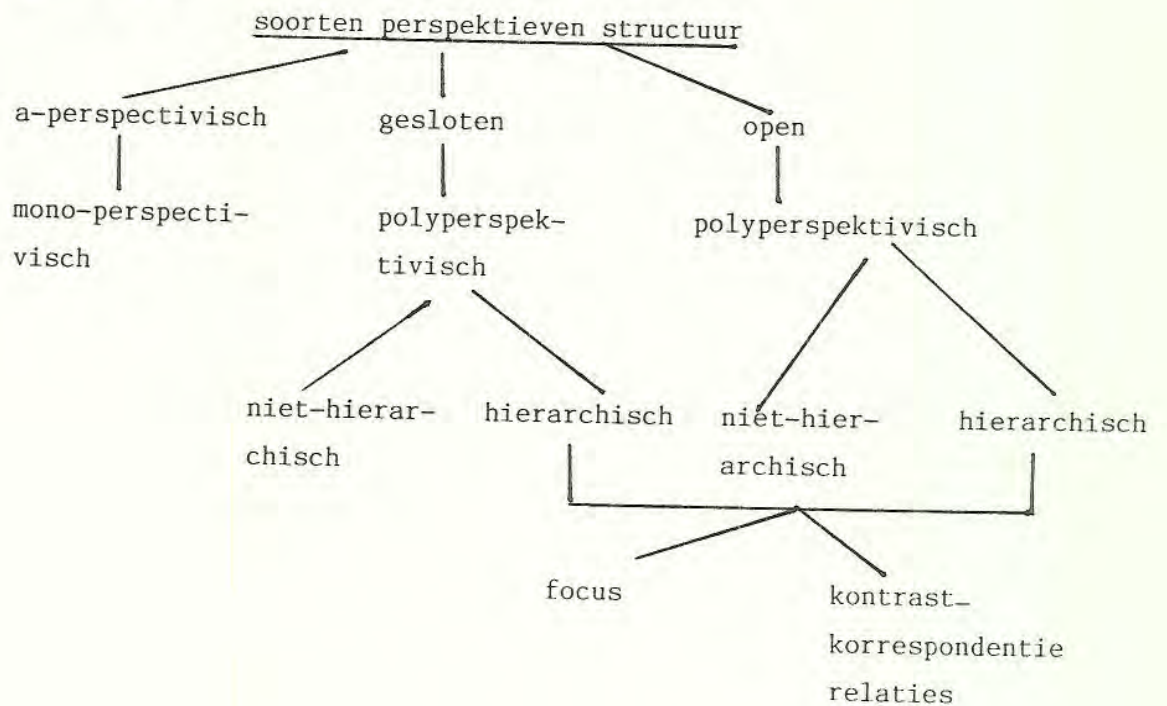 soorten perspektieven structuur
a-perspectivisch
gesloten
open
mono-perspecti-
visch
polyperspek-
tivisch
polyperspektivisch
niet-hierar-
chisch
hierarchisch
niet-hier-
archisch
hierarchisch
focus
kontrast-
korrespondentie
relaties